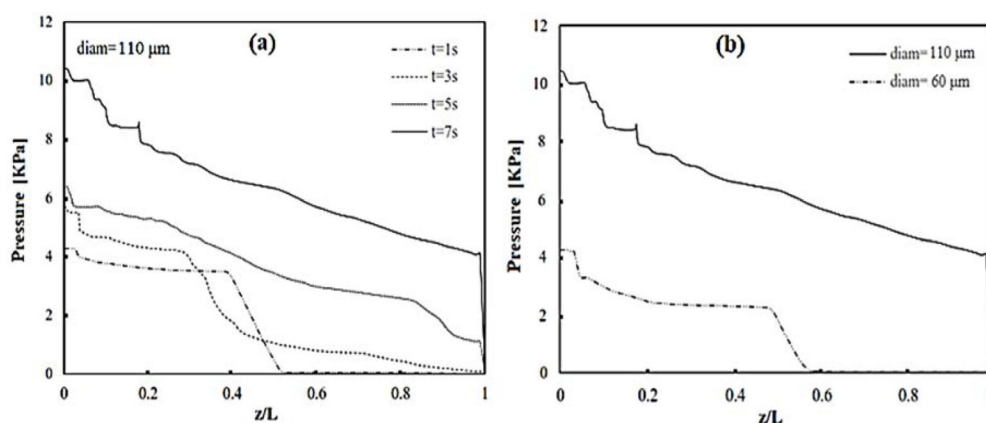 12
10
8
6
4
2
0
Pressure [KPa]
diam=110 µm
(a)
t=1s
t=3s
t=5s
t=7s
0
0.2
0.4
0.6
0.8
1
z/L
12
10
8
6
4
2
0
Pressure [KPa]
(b)
diam=110 µm
diam= 60 µm
0
0.2
0.4
0.6
0.8
z/L